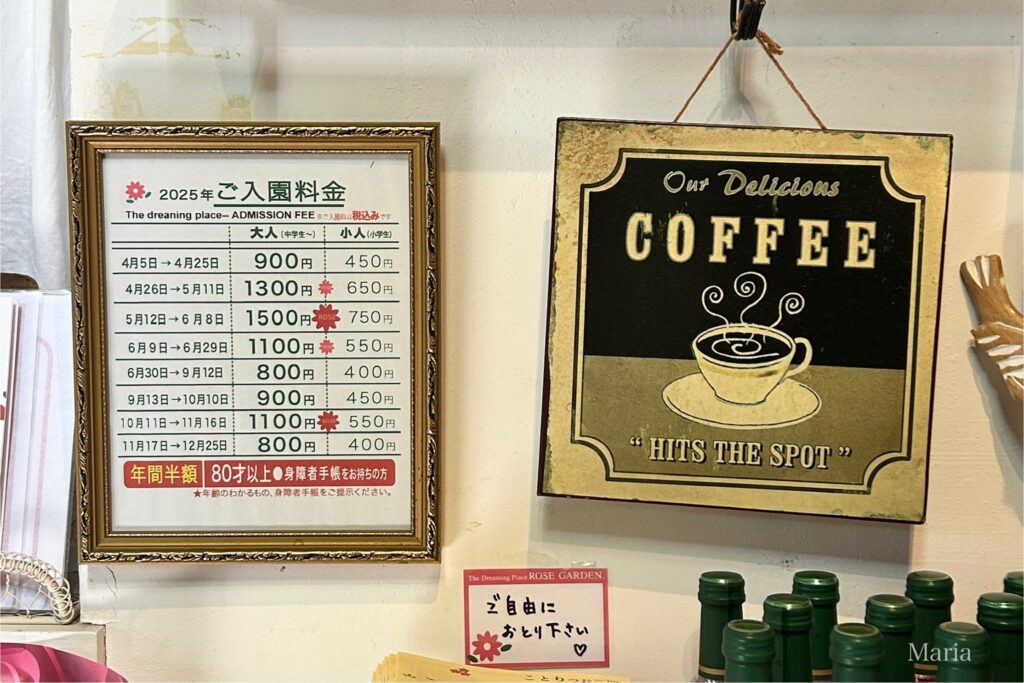 2025年ご入園料金
The dreaning place-- ADMISSION FEE ※ご入園料は税込みです
大人(中学生～) 小人(小学生)
4月5日→4月25日 900円 450円
4月26日→5月11日 1300円 650円
5月12日→6月8日 1500円 ROSE 750円
6月9日→6月29日 1100円 550円
6月30日→9月12日 800円 400円
9月13日→10月10日 900円 450円
10月11日→11月16日 1100円 ROSE 550円
11月17日→12月25日 800円 400円
年間半額 80才以上●身障者手帳をお持ちの方
★年齢のわかるもの、身障者手帳をご提示ください。
Our Delicious
COFFEE
"HITS THE SPOT"
The Dreaming Place ROSE GARDEN.
ご自由に
おとり下さい♡
Maria